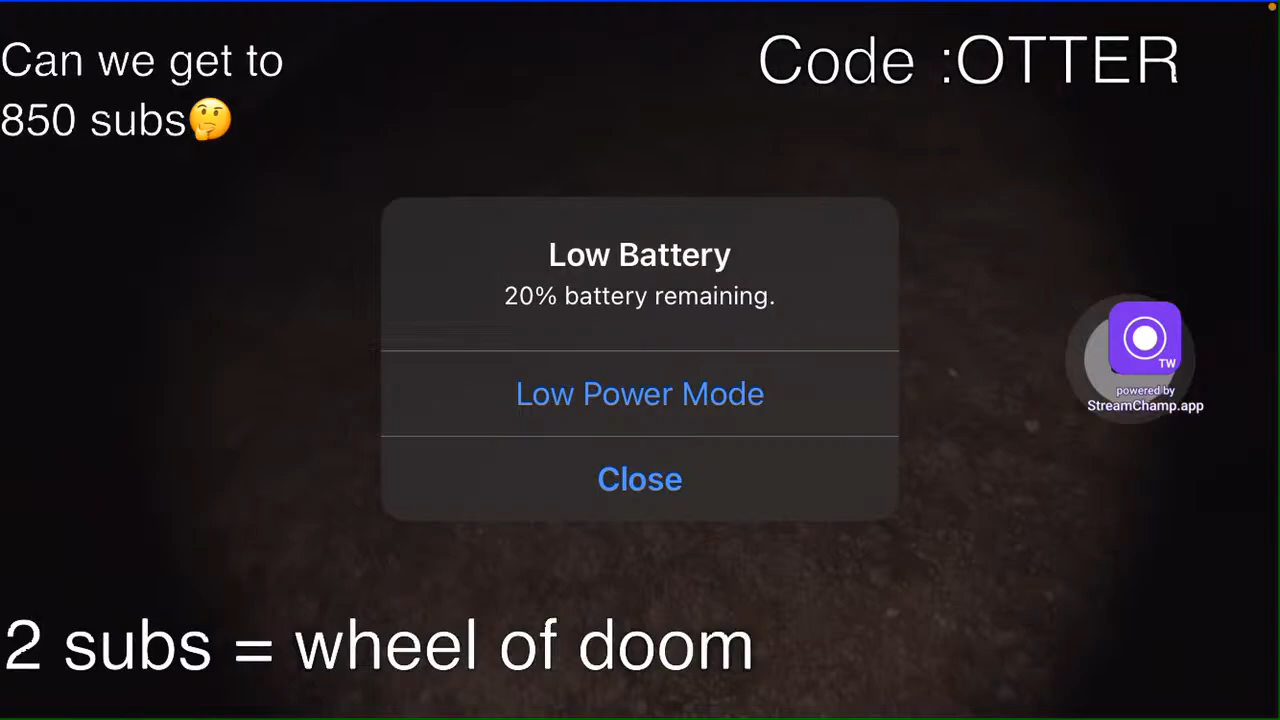 Can we get to
850 subs🤔
Code :OTTER
Low Battery
20% battery remaining.
Low Power Mode
Close
TW
powered by
StreamChamp.app
2 subs = wheel of doom